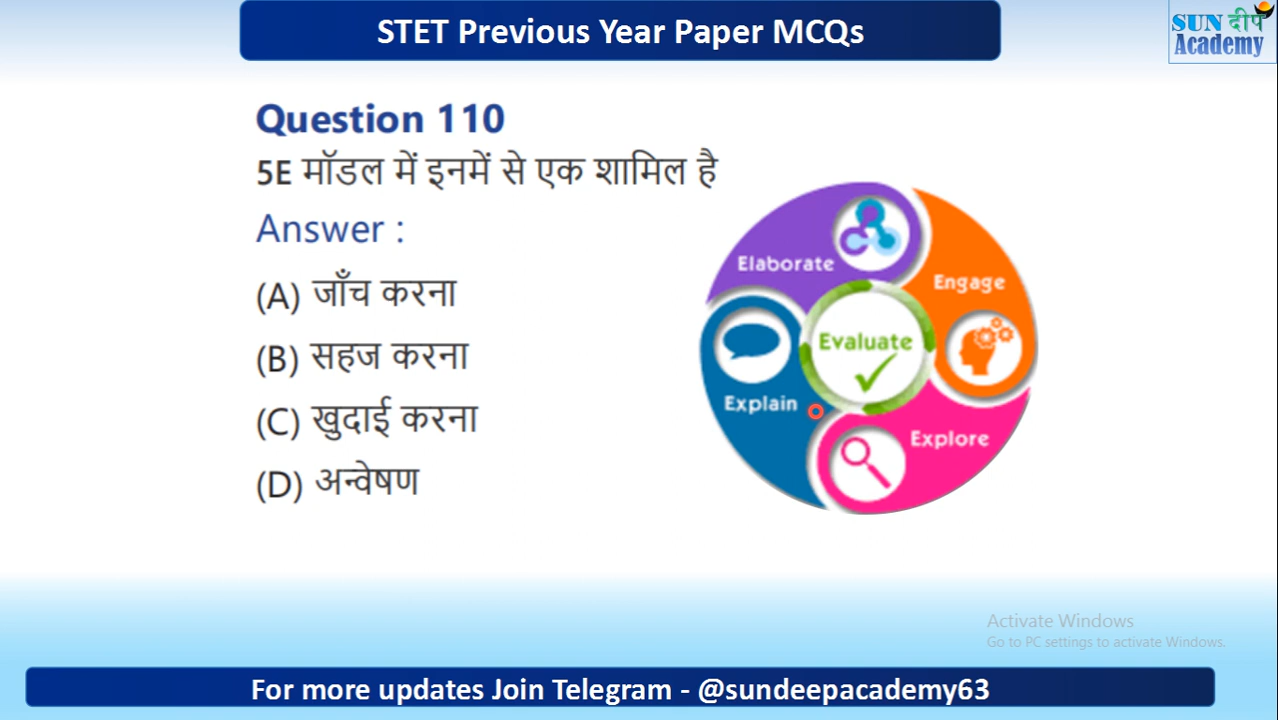 STET Previous Year Paper MCQs
SUN दीप
Academy
Question 110
5E मॉडल में इनमें से एक शामिल है
Answer :
(A) जाँच करना
(B) सहज करना
(C) खुदाई करना
(D) अन्वेषण
Elaborate
Engage
Evaluate
Explain
Explore
Activate Windows
Go to PC settings to activate Windows.
For more updates Join Telegram - @sundeepacademy63